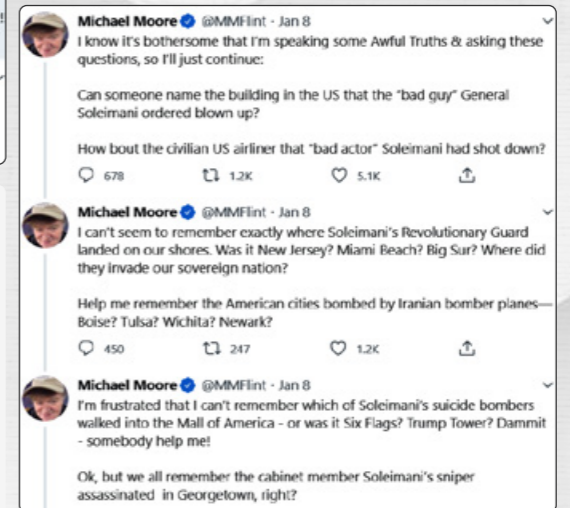 Michael Moore @MMFlint · Jan 8
I know it's bothersome that I'm speaking some Awful Truths & asking these
questions, so I'll just continue:
Can someone name the building in the US that the "bad guy" General
Soleimani ordered blown up?
How bout the civilian US airliner that "bad actor" Soleimani had shot down?
678 1.2K 5.1K
Michael Moore @MMFlint · Jan 8
I can't seem to remember exactly where Soleimani's Revolutionary Guard
landed on our shores. Was it New Jersey? Miami Beach? Big Sur? Where did
they invade our sovereign nation?
Help me remember the American cities bombed by Iranian bomber planes—
Boise? Tulsa? Wichita? Newark?
450 247 1.2K
Michael Moore @MMFlint · Jan 8
I'm frustrated that I can't remember which of Soleimani's suicide bombers
walked into the Mall of America - or was it Six Flags? Trump Tower? Dammit
- somebody help me!
Ok, but we all remember the cabinet member Soleimani's sniper
assassinated in Georgetown, right?